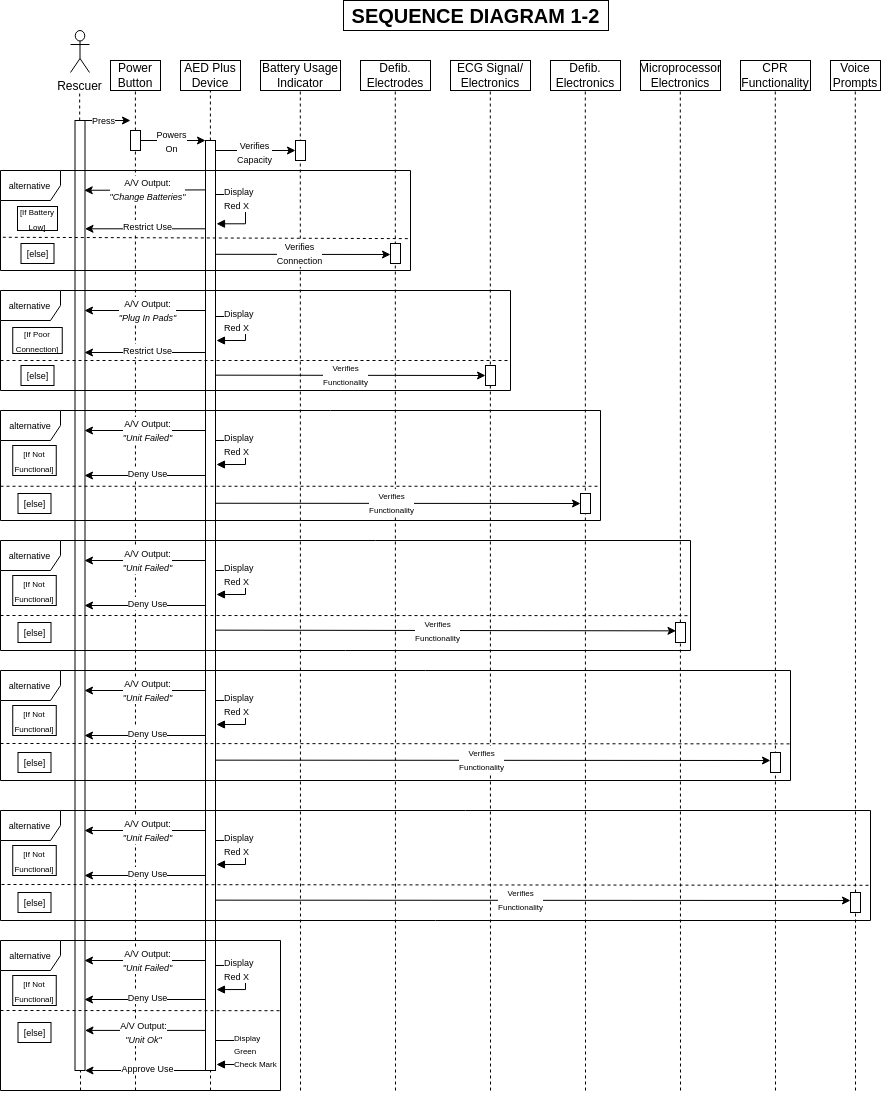 SEQUENCE DIAGRAM 1-2
Rescuer
Power
Button
AED Plus
Device
Battery Usage
Indicator
Defib.
Electrodes
ECG Signal/
Electronics
Defib.
Electronics
Microprocessor
Electronics
CPR
Functionality
Voice
Prompts
Press
Powers
On
Verifies
Capacity
alternative
A/V Output:
"Change Batteries"
Display
Red X
[If Battery
Low]
Restrict Use
[else]
Verifies
Connection
alternative
A/V Output:
"Plug In Pads"
Display
Red X
[If Poor
Connection]
Restrict Use
[else]
Verifies
Functionality
alternative
A/V Output:
"Unit Failed"
Display
Red X
[If Not
Functional]
Deny Use
[else]
Verifies
Functionality
alternative
A/V Output:
"Unit Failed"
Display
Red X
[If Not
Functional]
Deny Use
[else]
Verifies
Functionality
alternative
A/V Output:
"Unit Failed"
Display
Red X
[If Not
Functional]
Deny Use
[else]
Verifies
Functionality
alternative
A/V Output:
"Unit Failed"
Display
Red X
[If Not
Functional]
Deny Use
[else]
Verifies
Functionality
alternative
A/V Output:
"Unit Failed"
Display
Red X
[If Not
Functional]
Deny Use
[else]
A/V Output:
"Unit Ok"
Display
Green
Check Mark
Approve Use